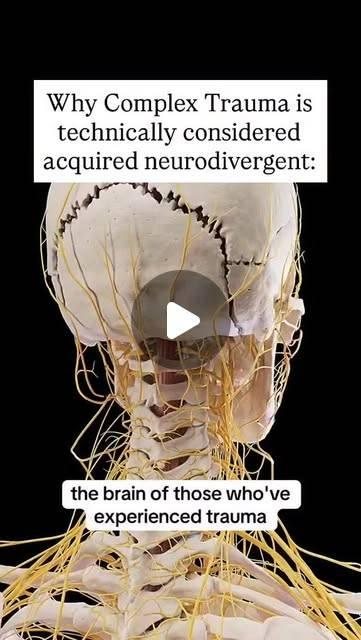 Why Complex Trauma is
technically considered
acquired neurodivergent:
the brain of those who've
experienced trauma